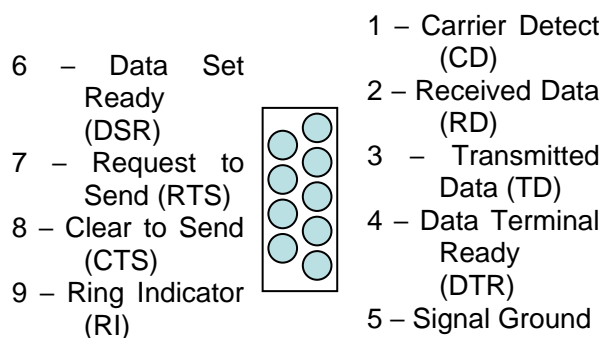 6 – Data Set
Ready
(DSR)
7 – Request to
Send (RTS)
8 – Clear to Send
(CTS)
9 – Ring Indicator
(RI)
1 – Carrier Detect
(CD)
2 – Received Data
(RD)
3 – Transmitted
Data (TD)
4 – Data Terminal
Ready
(DTR)
5 – Signal Ground